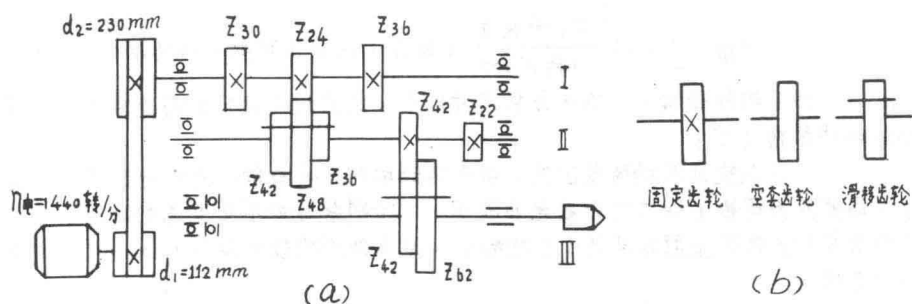 d₂=230mm
Z₃₀
Z₂₄
Z₃₆
I
Z₄₂
Z₂₂
II
Z₄₂
Z₄₈
Z₃₆
n电=1440转/分
d₁=112mm
Z₄₂
Z₆₂
III
(a)
固定齿轮
空套齿轮
滑移齿轮
(b)